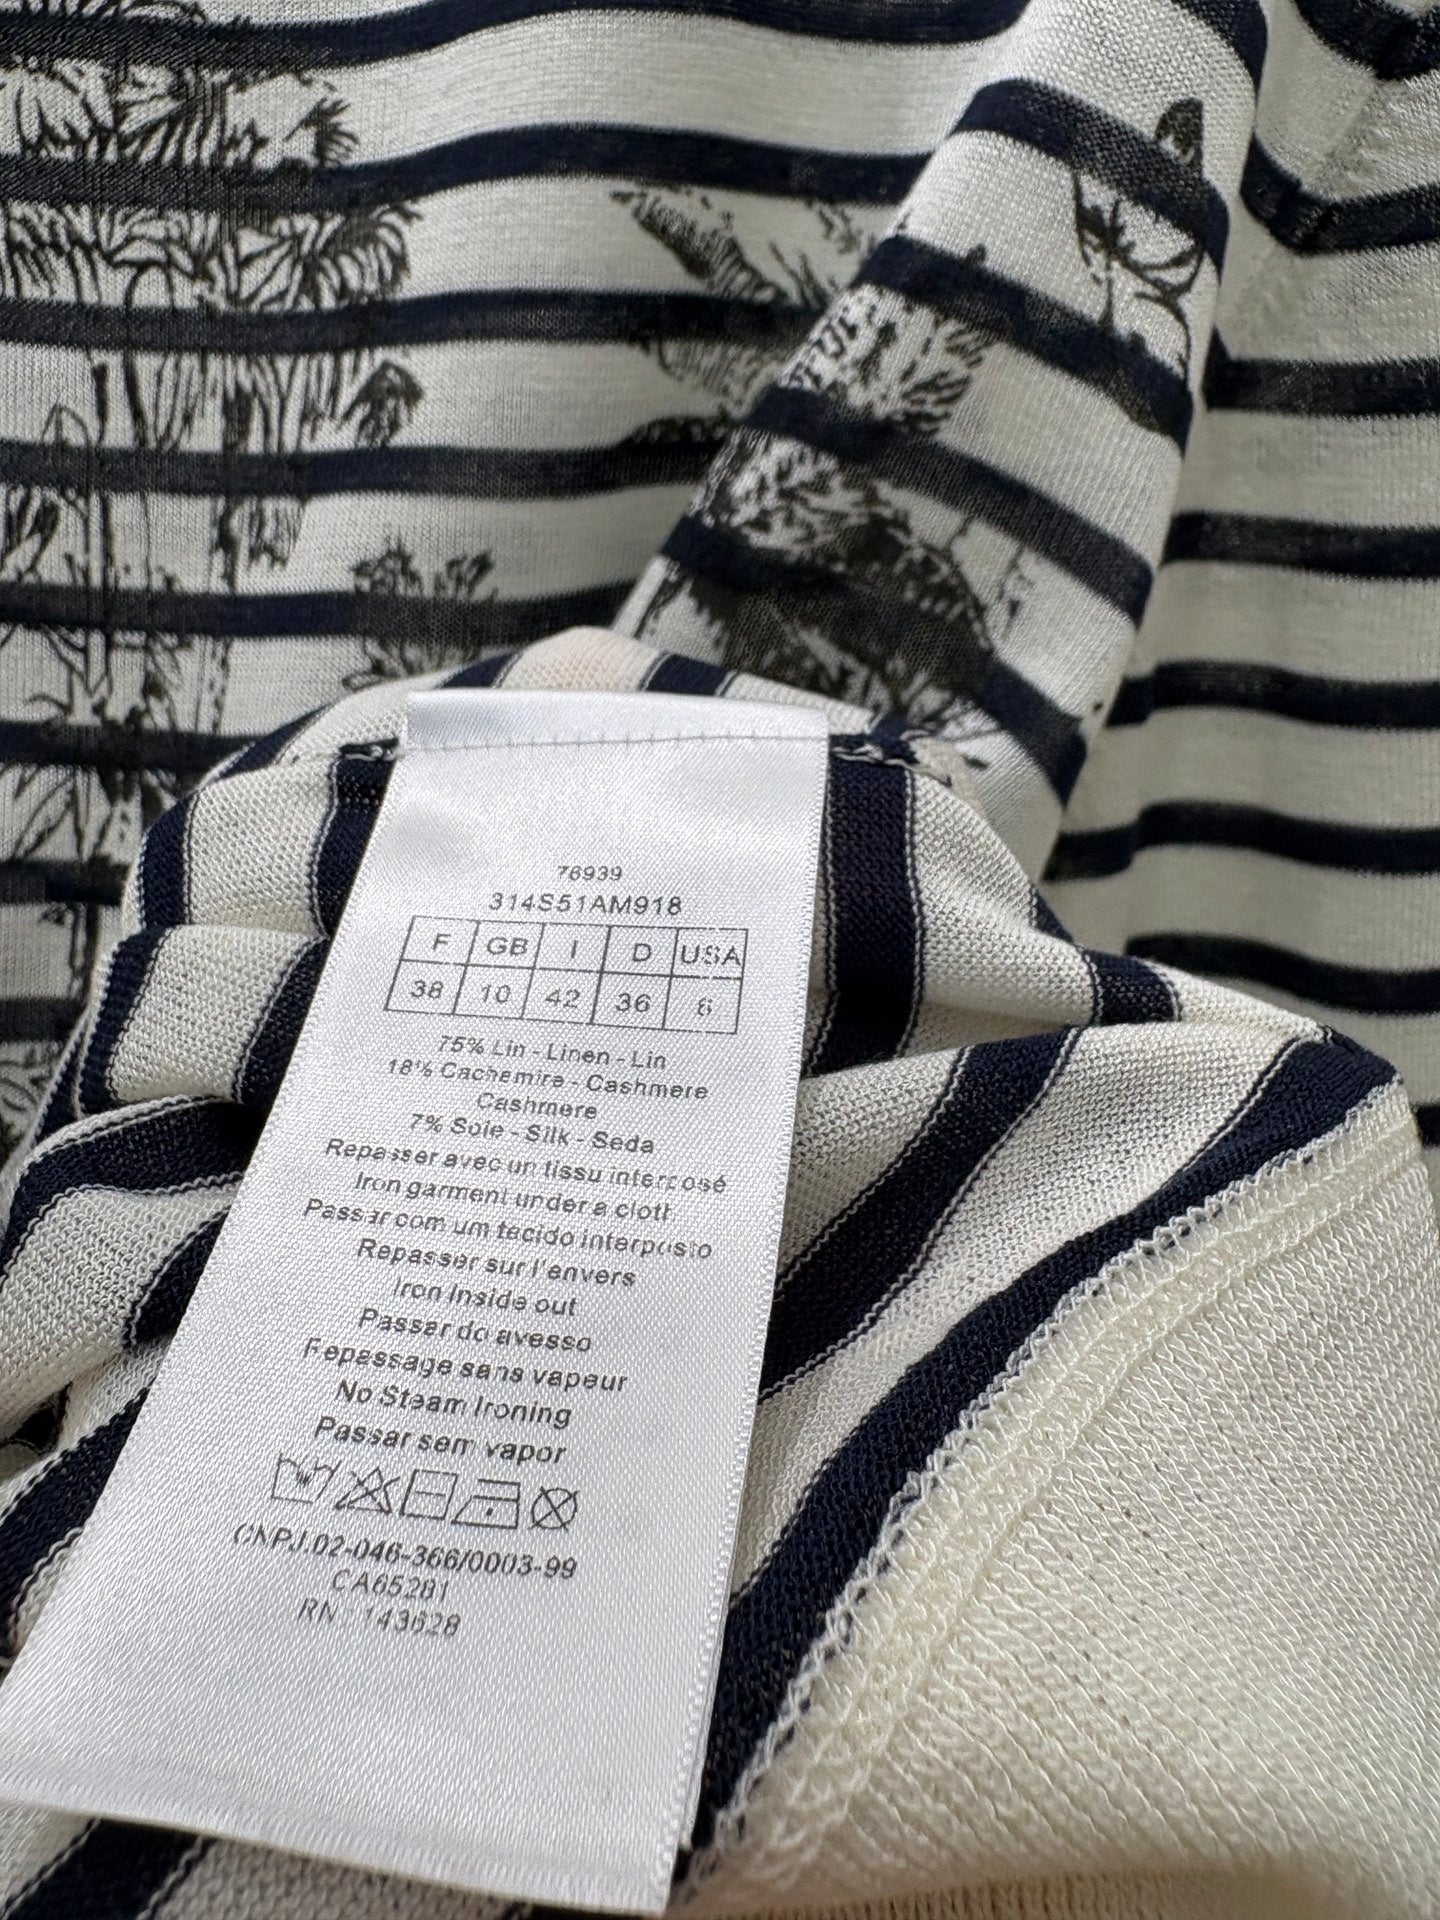 76939
314S51AM918
F GB I D USA
38 10 42 36 6
75% Lin - Linen - Lin
18% Cachemire - Cashmere
Cashmere
7% Soie - Silk - Seda
Repasser avec un tissu interposé
Iron garment under a cloth
Passar com um tecido interposto
Repasser sur l'envers
Iron inside out
Passar do avesso
Repassage sans vapeur
No Steam Ironing
Passar sem vapor
CNPJ.02-046-366/0003-99
CA65281
RN : 143628